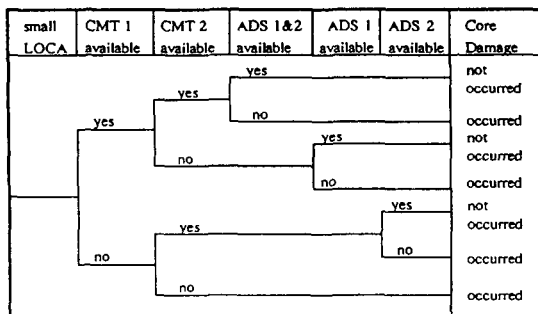 small CMT 1 CMT 2 ADS 1&2 ADS 1 ADS 2 Core
LOCA available available available available available Damage
yes not
occurred
yes
no occurred
yes
yes not
occurred
no
no occurred
yes not
occurred
yes
no
no occurred
no occurred